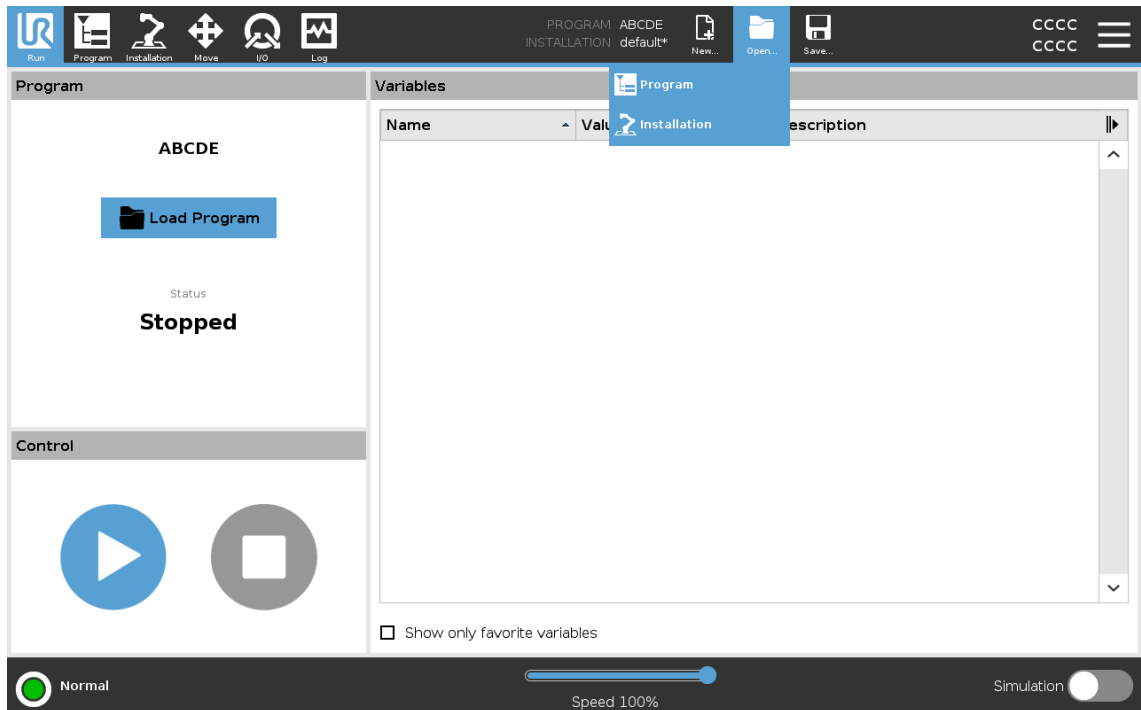 UR
Run
Program
Installation
Move
I/O
Log
PROGRAM ABCDE
INSTALLATION default*
New...
Open...
Save...
CCCC
CCCC
Program
Variables
Program
Installation
Name
Valu
escription
ABCDE
Load Program
Status
Stopped
Control
Show only favorite variables
Normal
Speed 100%
Simulation